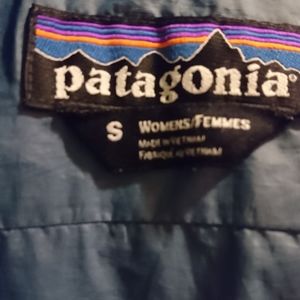 patagonia®
S WOMENS/FEMMES
MADE IN VIETNAM
FABRIQUÉ AU VIETNAM